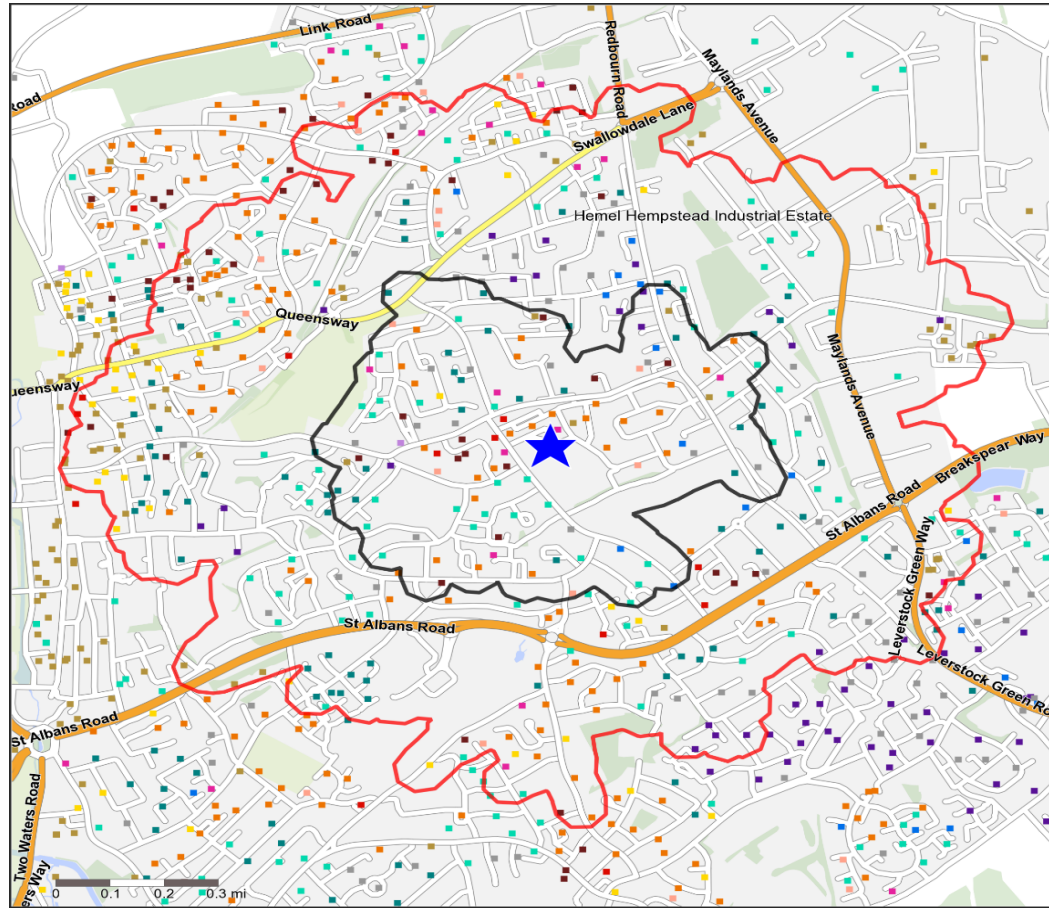 Link Road
Redbourn Road
Maylands Avenue
Road
Swallowdale Lane
Hemel Hempstead Industrial Estate
Queensway
ueensway
Maylands Avenue
Breakspear Way
St Albans Road
St Albans Road
Leverstock Green Way
Leverstock Green Ro
St Albans Road
Two Waters Road
ers Way
0 0.1 0.2 0.3 mi